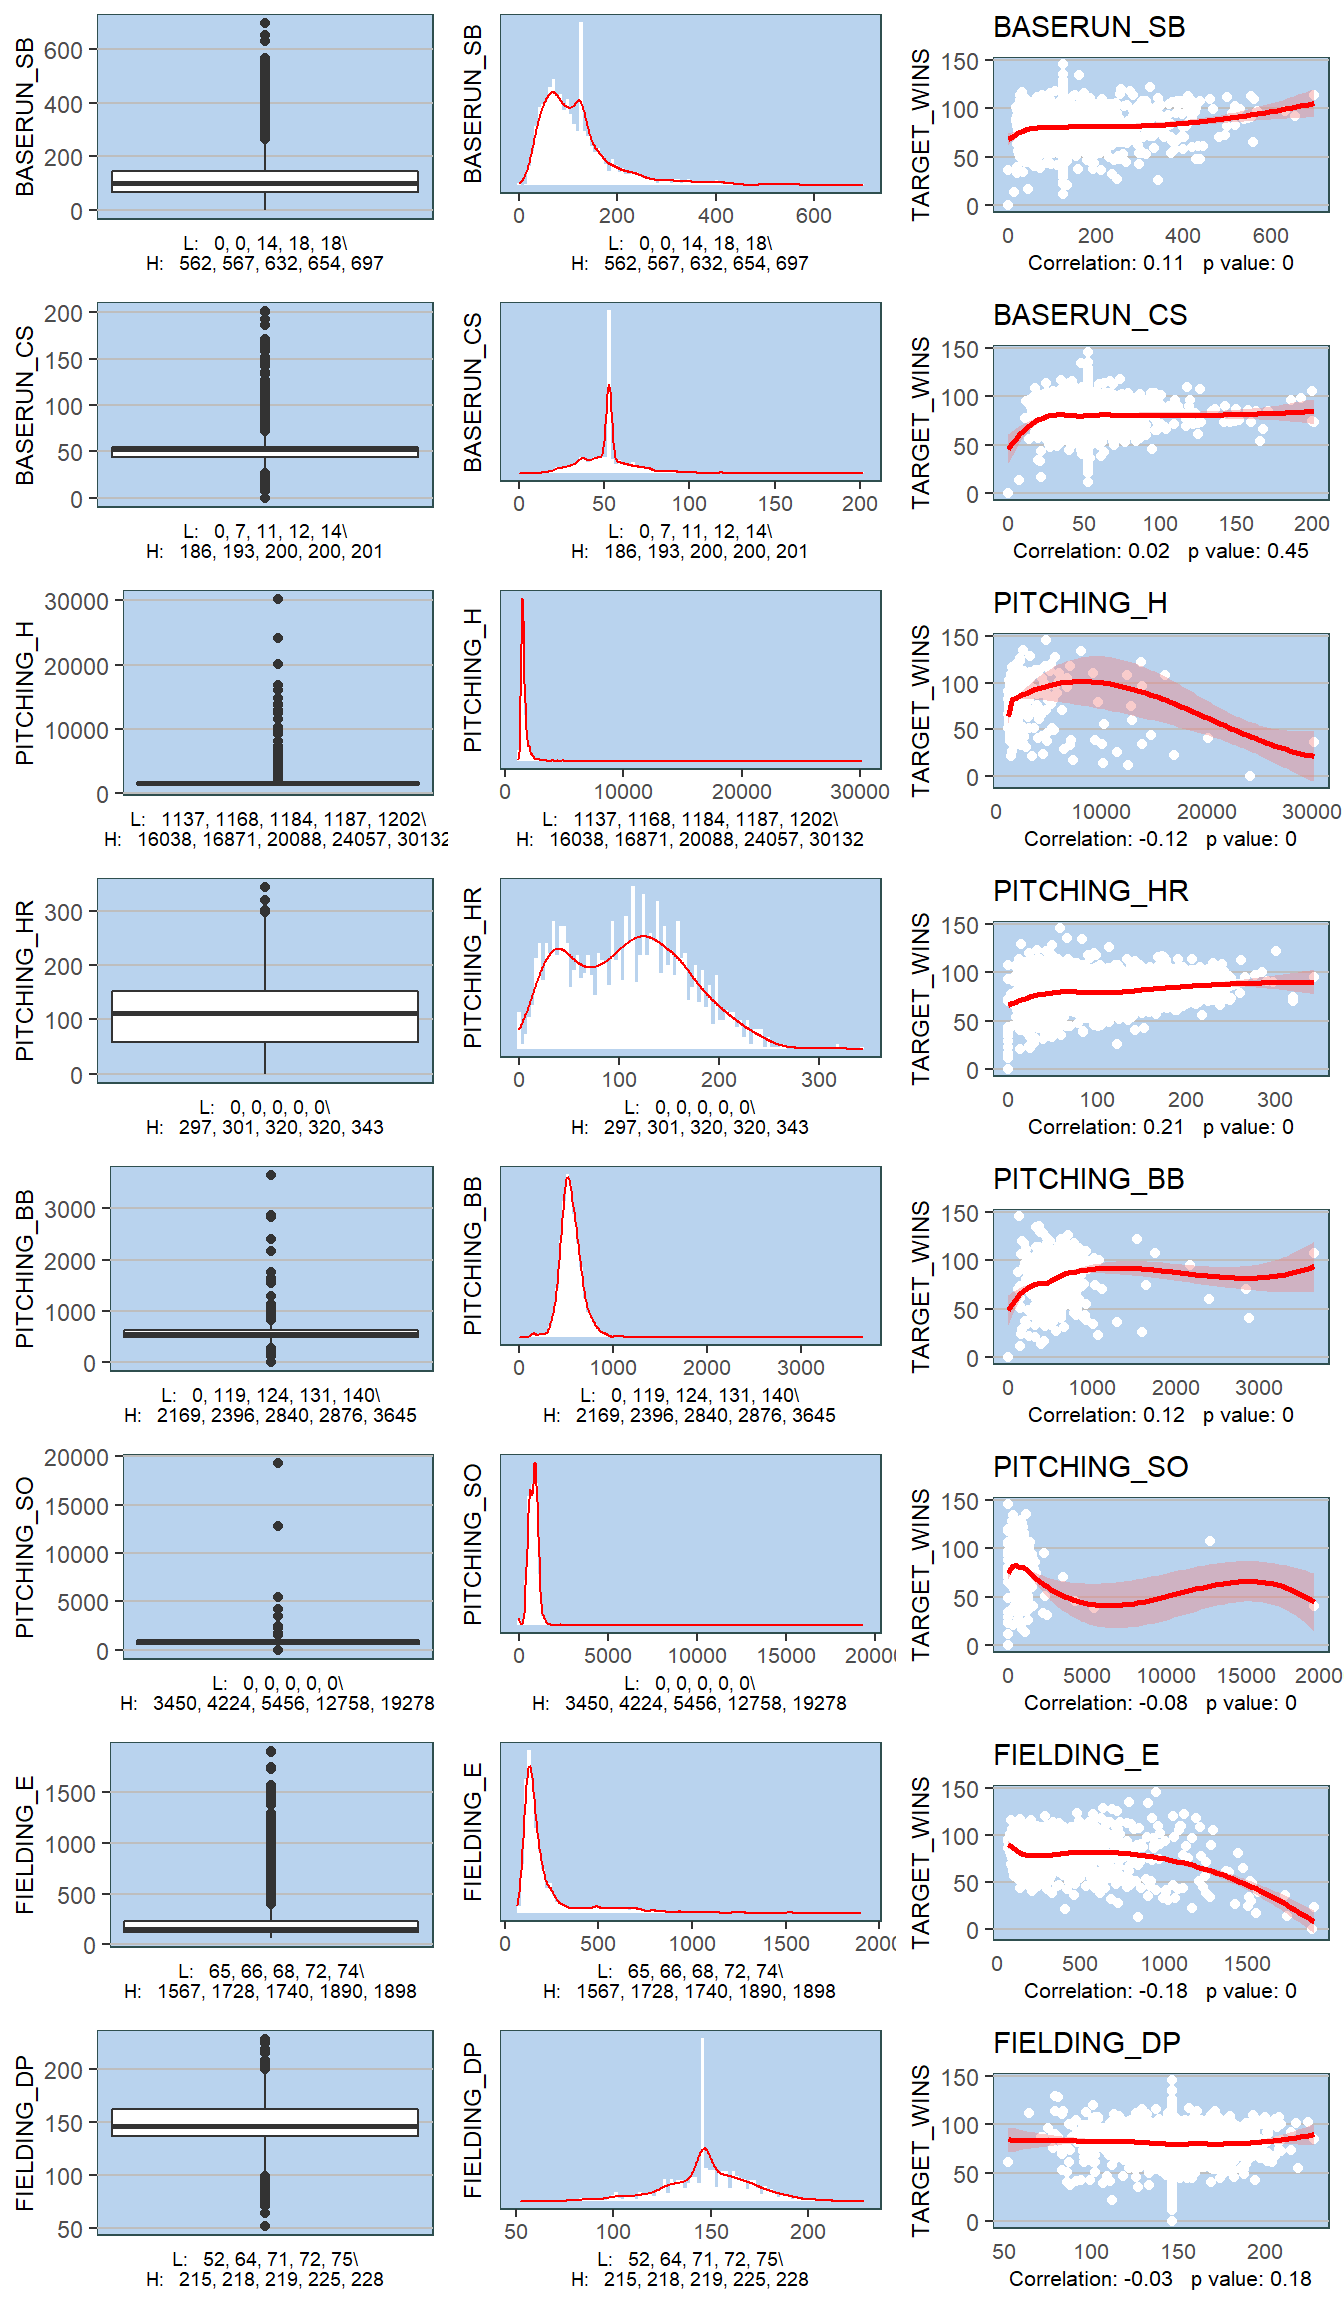 BASERUN_SB
600
400
200
0
L: 0, 0, 14, 18, 18\
H: 562, 567, 632, 654, 697
BASERUN_SB
0 200 400 600
L: 0, 0, 14, 18, 18\
H: 562, 567, 632, 654, 697
BASERUN_SB
TARGET_WINS
150
100
50
0
0 200 400 600
Correlation: 0.11 p value: 0
BASERUN_CS
200
150
100
50
0
L: 0, 7, 11, 12, 14\
H: 186, 193, 200, 200, 201
BASERUN_CS
0 50 100 150 200
L: 0, 7, 11, 12, 14\
H: 186, 193, 200, 200, 201
BASERUN_CS
TARGET_WINS
150
100
50
0
0 50 100 150 200
Correlation: 0.02 p value: 0.45
PITCHING_H
30000
20000
10000
0
L: 1137, 1168, 1184, 1187, 1202\
H: 16038, 16871, 20088, 24057, 30132
PITCHING_H
0 10000 20000 30000
L: 1137, 1168, 1184, 1187, 1202\
H: 16038, 16871, 20088, 24057, 30132
PITCHING_H
TARGET_WINS
150
100
50
0
0 10000 20000 30000
Correlation: -0.12 p value: 0
PITCHING_HR
300
200
100
0
L: 0, 0, 0, 0, 0\
H: 297, 301, 320, 320, 343
PITCHING_HR
0 100 200 300
L: 0, 0, 0, 0, 0\
H: 297, 301, 320, 320, 343
PITCHING_HR
TARGET_WINS
150
100
50
0
0 100 200 300
Correlation: 0.21 p value: 0
PITCHING_BB
3000
2000
1000
0
L: 0, 119, 124, 131, 140\
H: 2169, 2396, 2840, 2876, 3645
PITCHING_BB
0 1000 2000 3000
L: 0, 119, 124, 131, 140\
H: 2169, 2396, 2840, 2876, 3645
PITCHING_BB
TARGET_WINS
150
100
50
0
0 1000 2000 3000
Correlation: 0.12 p value: 0
PITCHING_SO
20000
15000
10000
5000
0
L: 0, 0, 0, 0, 0\
H: 3450, 4224, 5456, 12758, 19278
PITCHING_SO
0 5000 10000 15000 2000
L: 0, 0, 0, 0, 0\
H: 3450, 4224, 5456, 12758, 19278
PITCHING_SO
TARGET_WINS
150
100
50
0
0 5000 10000 15000 2000
Correlation: -0.08 p value: 0
FIELDING_E
1500
1000
500
0
L: 65, 66, 68, 72, 74\
H: 1567, 1728, 1740, 1890, 1898
FIELDING_E
0 500 1000 1500 2000
L: 65, 66, 68, 72, 74\
H: 1567, 1728, 1740, 1890, 1898
FIELDING_E
TARGET_WINS
150
100
50
0
500 1000 1500
Correlation: -0.18 p value: 0
FIELDING_DP
200
150
100
50
L: 52, 64, 71, 72, 75\
H: 215, 218, 219, 225, 228
FIELDING_DP
50 100 150 200
L: 52, 64, 71, 72, 75\
H: 215, 218, 219, 225, 228
FIELDING_DP
TARGET_WINS
150
100
50
0
50 100 150 200
Correlation: -0.03 p value: 0.18